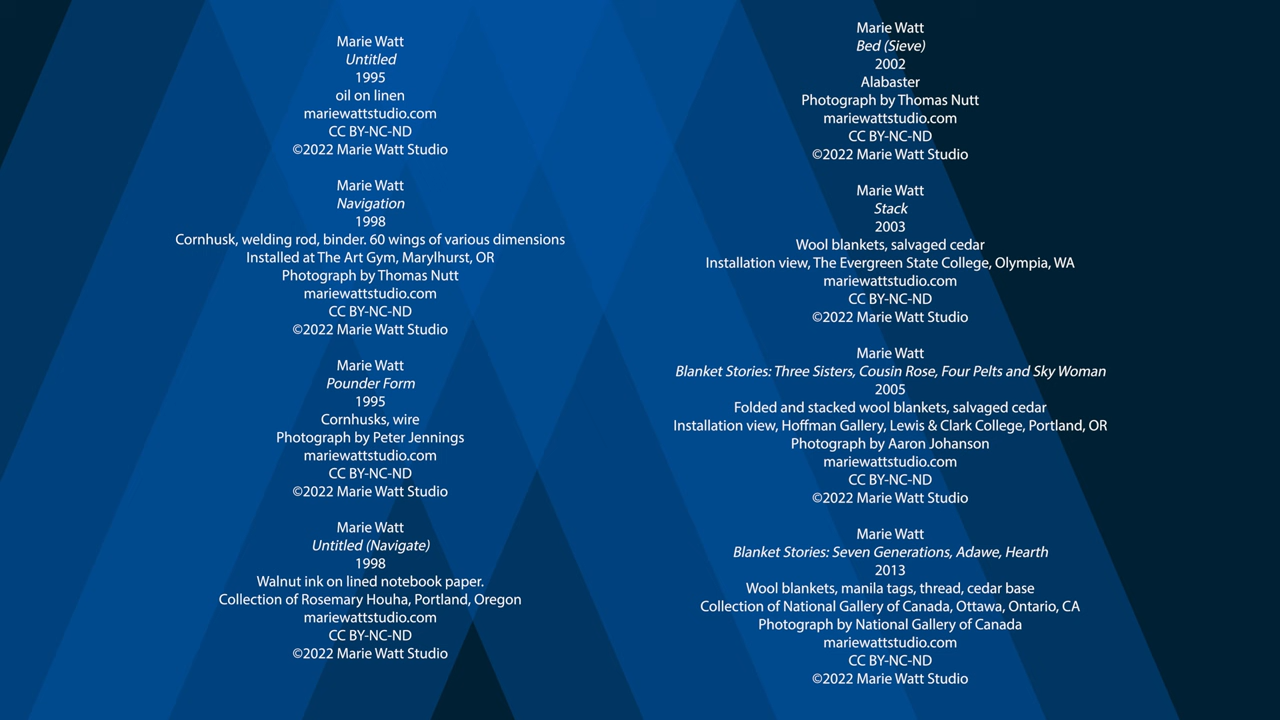 Marie Watt
Untitled
1995
oil on linen
mariewattstudio.com
CC BY-NC-ND
©2022 Marie Watt Studio
Marie Watt
Navigation
1998
Cornhusk, welding rod, binder. 60 wings of various dimensions
Installed at The Art Gym, Marylhurst, OR
Photograph by Thomas Nutt
mariewattstudio.com
CC BY-NC-ND
©2022 Marie Watt Studio
Marie Watt
Pounder Form
1995
Cornhusks, wire
Photograph by Peter Jennings
mariewattstudio.com
CC BY-NC-ND
©2022 Marie Watt Studio
Marie Watt
Untitled (Navigate)
1998
Walnut ink on lined notebook paper.
Collection of Rosemary Houha, Portland, Oregon
mariewattstudio.com
CC BY-NC-ND
©2022 Marie Watt Studio
Marie Watt
Bed (Sieve)
2002
Alabaster
Photograph by Thomas Nutt
mariewattstudio.com
CC BY-NC-ND
©2022 Marie Watt Studio
Marie Watt
Stack
2003
Wool blankets, salvaged cedar
Installation view, The Evergreen State College, Olympia, WA
mariewattstudio.com
CC BY-NC-ND
©2022 Marie Watt Studio
Marie Watt
Blanket Stories: Three Sisters, Cousin Rose, Four Pelts and Sky Woman
2005
Folded and stacked wool blankets, salvaged cedar
Installation view, Hoffman Gallery, Lewis & Clark College, Portland, OR
Photograph by Aaron Johanson
mariewattstudio.com
CC BY-NC-ND
©2022 Marie Watt Studio
Marie Watt
Blanket Stories: Seven Generations, Adawe, Hearth
2013
Wool blankets, manila tags, thread, cedar base
Collection of National Gallery of Canada, Ottawa, Ontario, CA
Photograph by National Gallery of Canada
mariewattstudio.com
CC BY-NC-ND
©2022 Marie Watt Studio